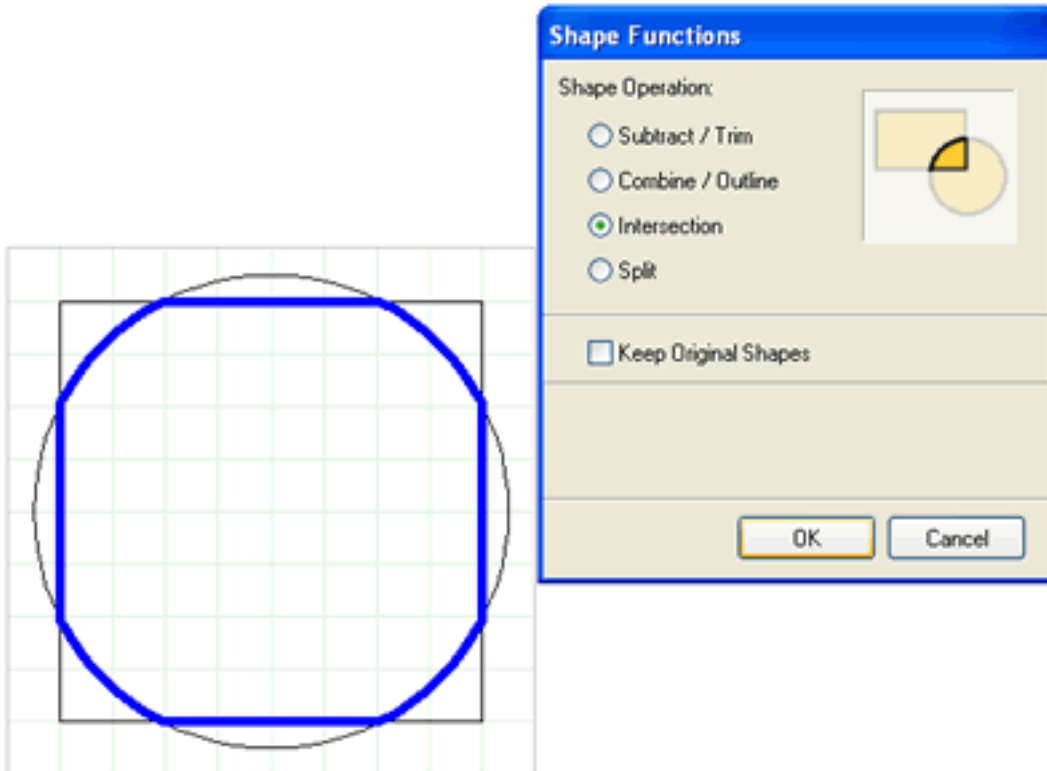 Shape Functions
Shape Operation:
Subtract / Trim
Combine / Outline
Intersection
Split
Keep Original Shapes
OK
Cancel